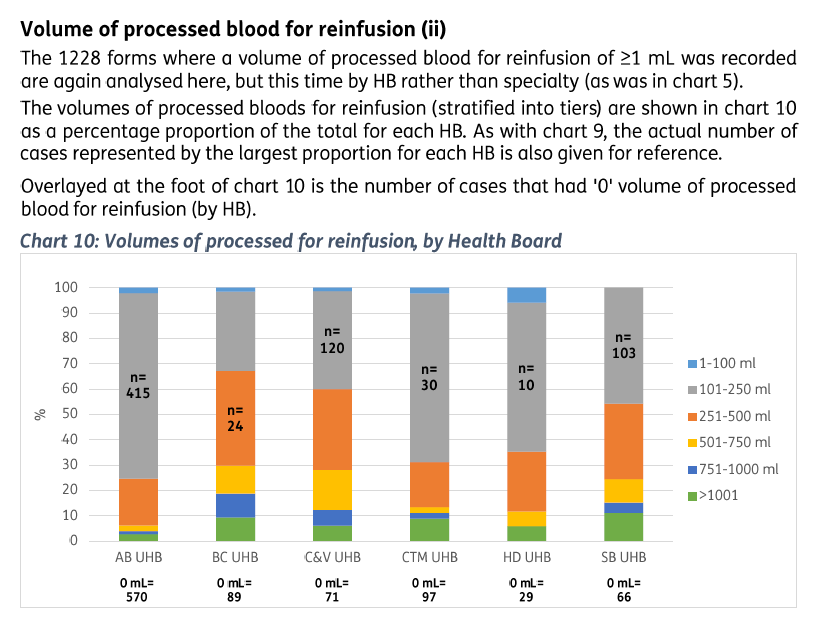 Volume of processed blood for reinfusion (ii)
The 1228 forms where a volume of processed blood for reinfusion of ≥1 mL was recorded
are again analysed here, but this time by HB rather than specialty (as was in chart 5).
The volumes of processed bloods for reinfusion (stratified into tiers) are shown in chart 10
as a percentage proportion of the total for each HB. As with chart 9, the actual number of
cases represented by the largest proportion for each HB is also given for reference.
Overlayed at the foot of chart 10 is the number of cases that had '0' volume of processed
blood for reinfusion (by HB).
Chart 10: Volumes of processed for reinfusion, by Health Board
100
90
80
70
60
50
40
30
20
10
0
%
n=
415
n=
24
n=
120
n=
30
n=
10
n=
103
1-100 ml
101-250 ml
251-500 ml
501-750 ml
751-1000 ml
>1001
AB UHB BC UHB C&V UHB CTM UHB HD UHB SB UHB
0 mL= 0 mL= 0 mL= 0 mL= 0 mL= 0 mL=
570 89 71 97 29 66